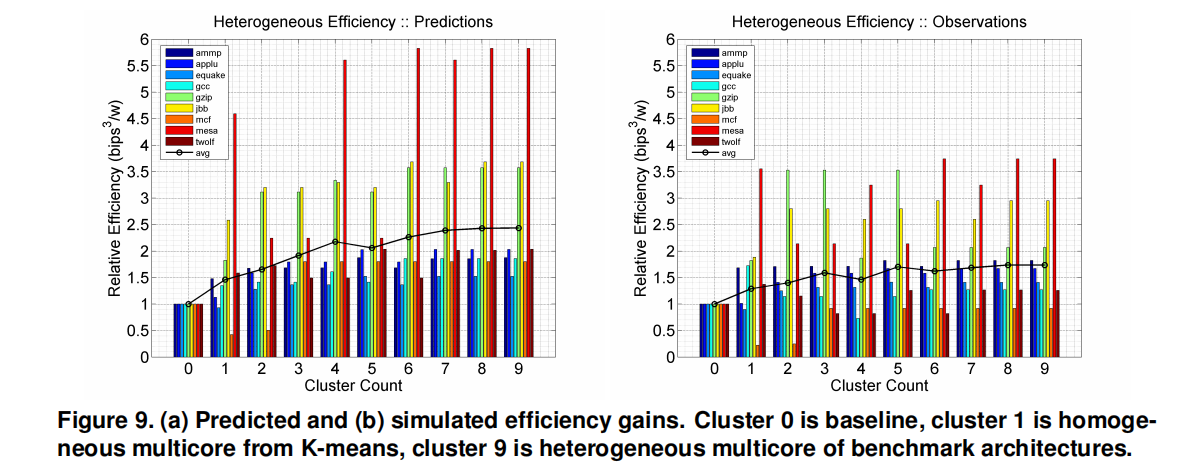 Heterogeneous Efficiency :: Predictions
Relative Efficiency (bips³/w)
6
5.5
5
4.5
4
3.5
3
2.5
2
1.5
1
0.5
0
ammp
applu
equake
gcc
gzip
jbb
mcf
mesa
twolf
avg
0 1 2 3 4 5 6 7 8 9
Cluster Count
Heterogeneous Efficiency :: Observations
Relative Efficiency (bips³/w)
6
5.5
5
4.5
4
3.5
3
2.5
2
1.5
1
0.5
0
ammp
applu
equake
gcc
gzip
jbb
mcf
mesa
twolf
avg
0 1 2 3 4 5 6 7 8 9
Cluster Count
Figure 9. (a) Predicted and (b) simulated efficiency gains. Cluster 0 is baseline, cluster 1 is homoge-
neous multicore from K-means, cluster 9 is heterogeneous multicore of benchmark architectures.